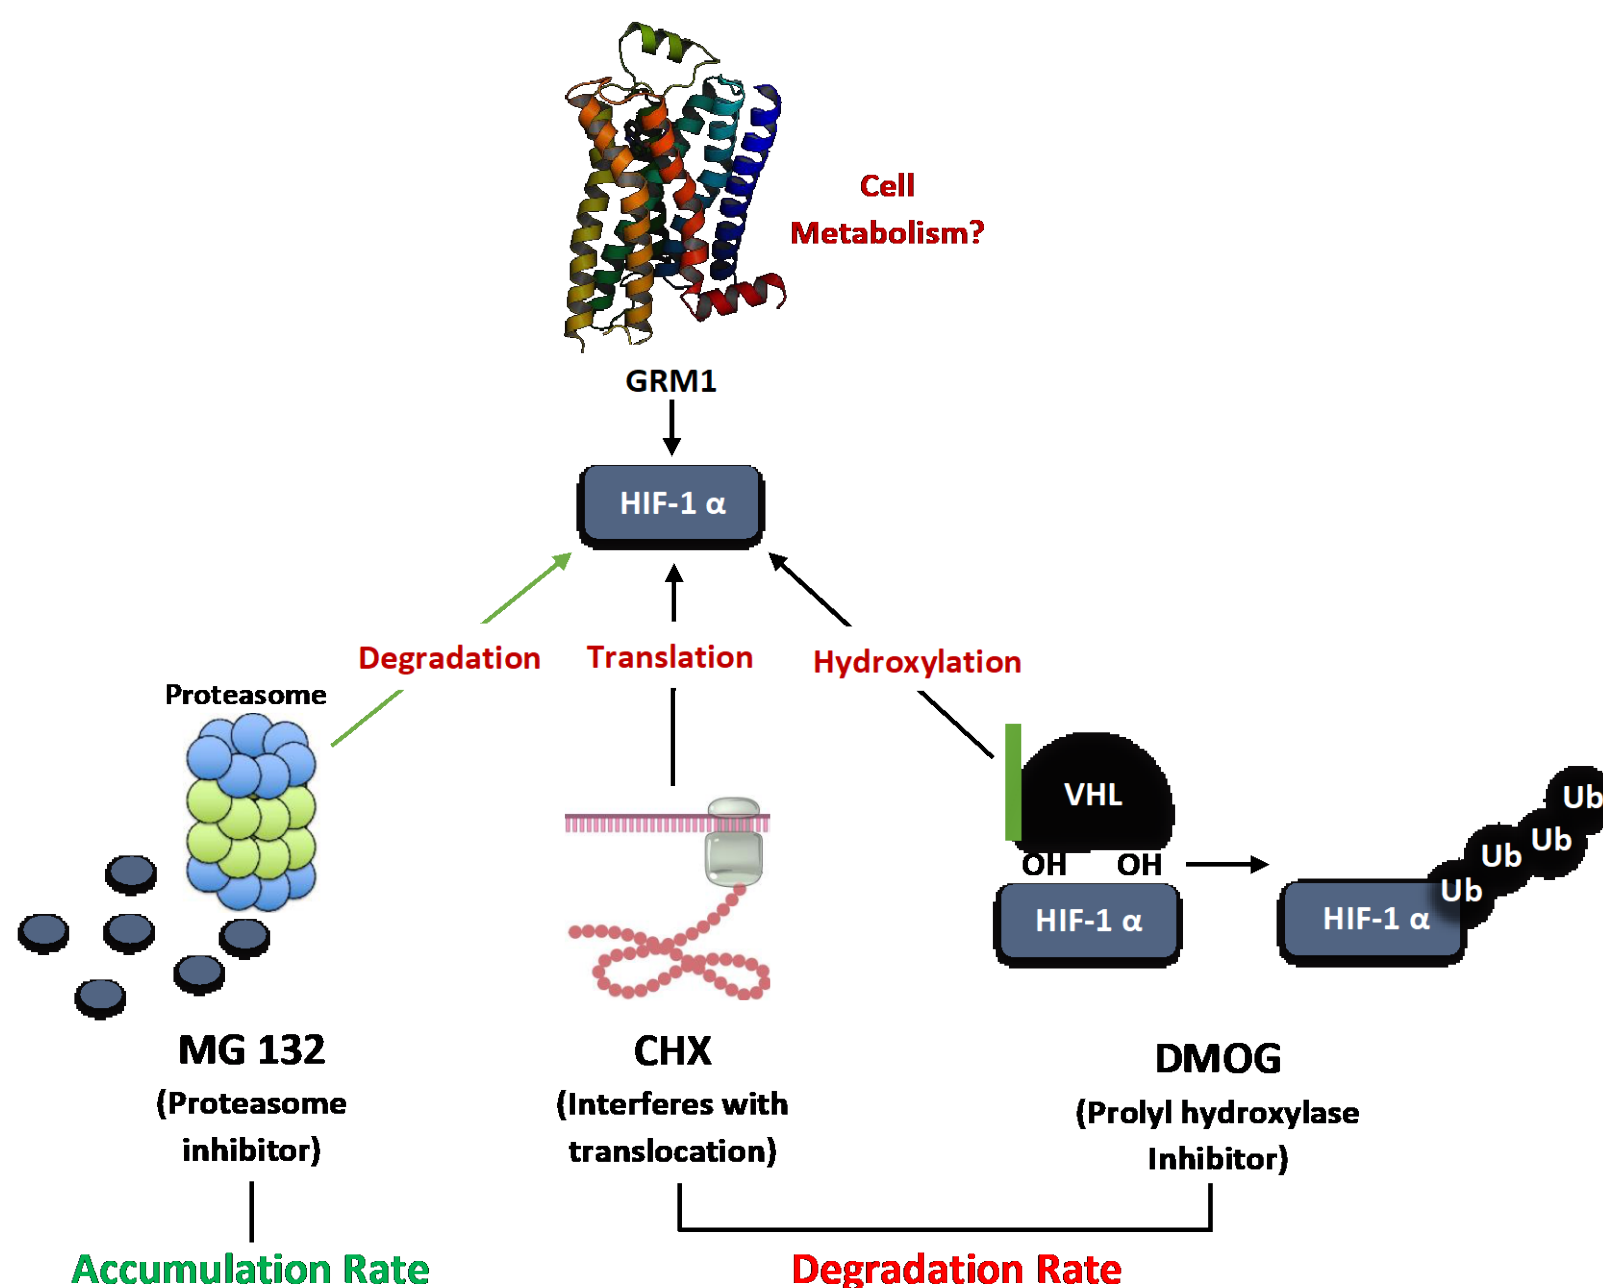 Cell
Metabolism?
GRM1
HIF-1 α
Degradation
Translation
Hydroxylation
Proteasome
VHL
OH OH
HIF-1 α
HIF-1 α
Ub
Ub
Ub
Ub
MG 132
(Proteasome
inhibitor)
CHX
(Interferes with
translocation)
DMOG
(Prolyl hydroxylase
Inhibitor)
Accumulation Rate
Degradation Rate